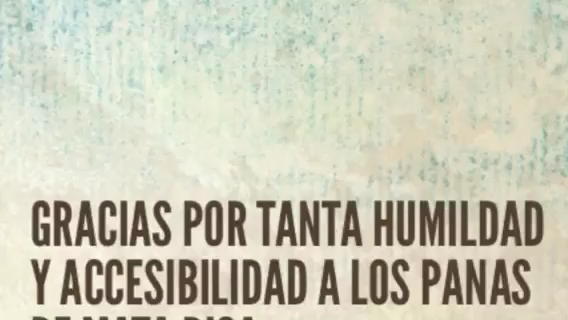 GRACIAS POR TANTA HUMILDAD
Y ACCESIBILIDAD A LOS PANAS